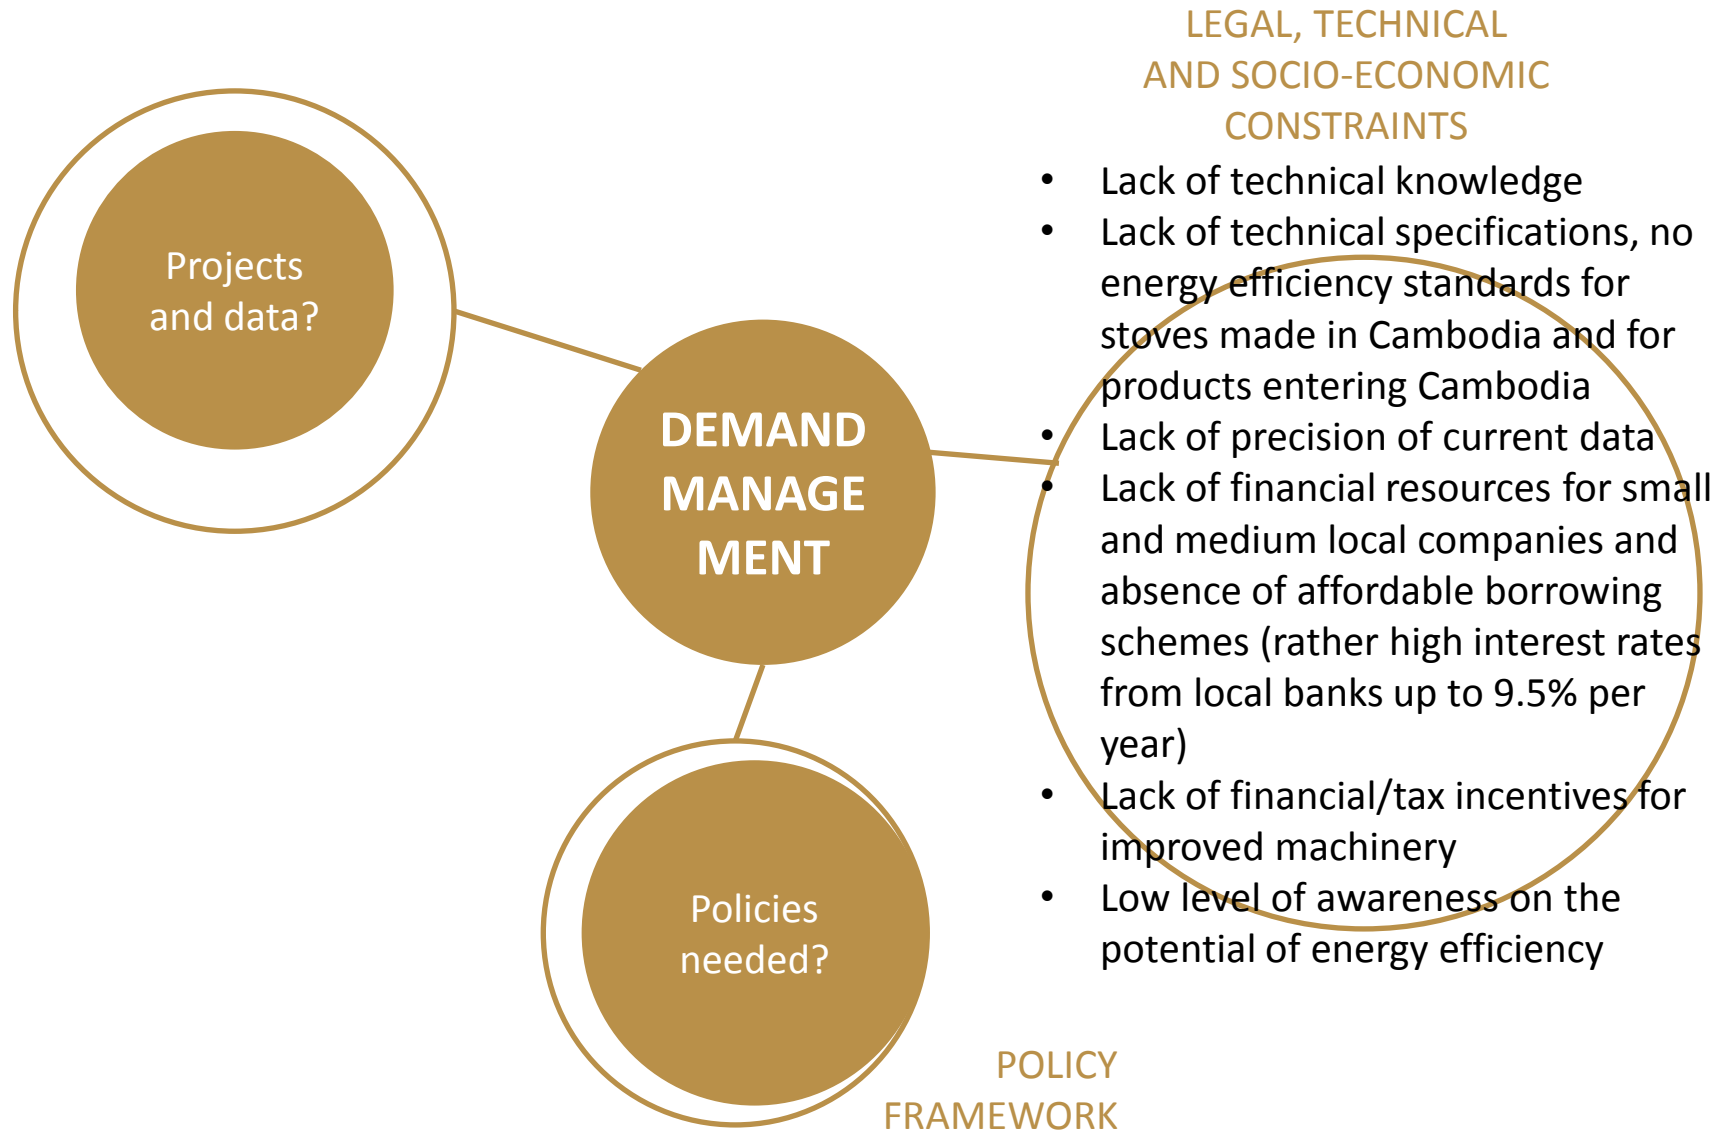 LEGAL, TECHNICAL
AND SOCIO-ECONOMIC
CONSTRAINTS
• Lack of technical knowledge
• Lack of technical specifications, no
energy efficiency standards for
stoves made in Cambodia and for
products entering Cambodia
• Lack of precision of current data
• Lack of financial resources for small
and medium local companies and
absence of affordable borrowing
schemes (rather high interest rates
from local banks up to 9.5% per
year)
• Lack of financial/tax incentives for
improved machinery
• Low level of awareness on the
potential of energy efficiency
Projects
and data?
DEMAND
MANAGE
MENT
Policies
needed?
POLICY
FRAMEWORK